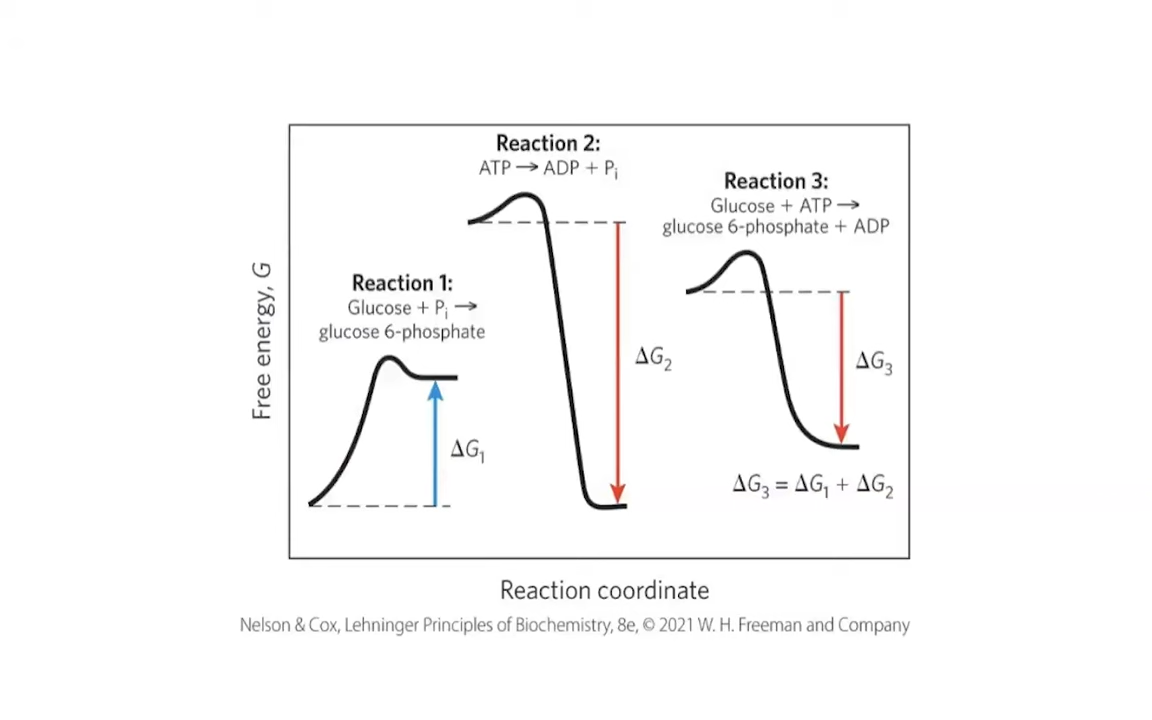 Reaction 2:
ATP → ADP + Pᵢ
Reaction 3:
Glucose + ATP →
glucose 6-phosphate + ADP
Reaction 1:
Glucose + Pᵢ →
glucose 6-phosphate
Free energy, G
ΔG₁
ΔG₂
ΔG₃
ΔG₃ = ΔG₁ + ΔG₂
Reaction coordinate
Nelson & Cox, Lehninger Principles of Biochemistry, 8e, © 2021 W. H. Freeman and Company